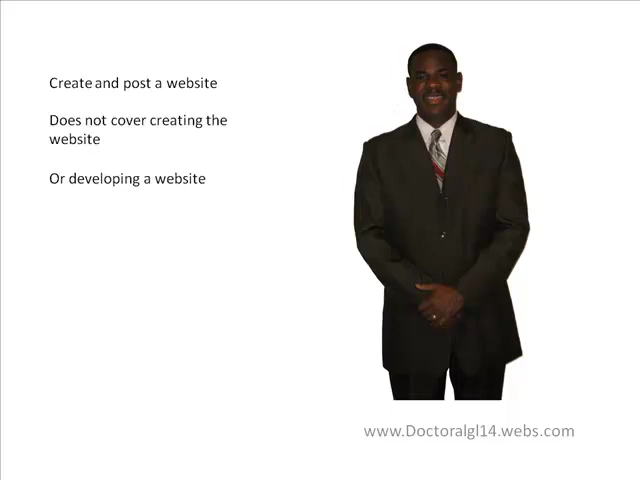 Create and post a website
Does not cover creating the
website
Or developing a website
www.Doctoralgl14.webs.com